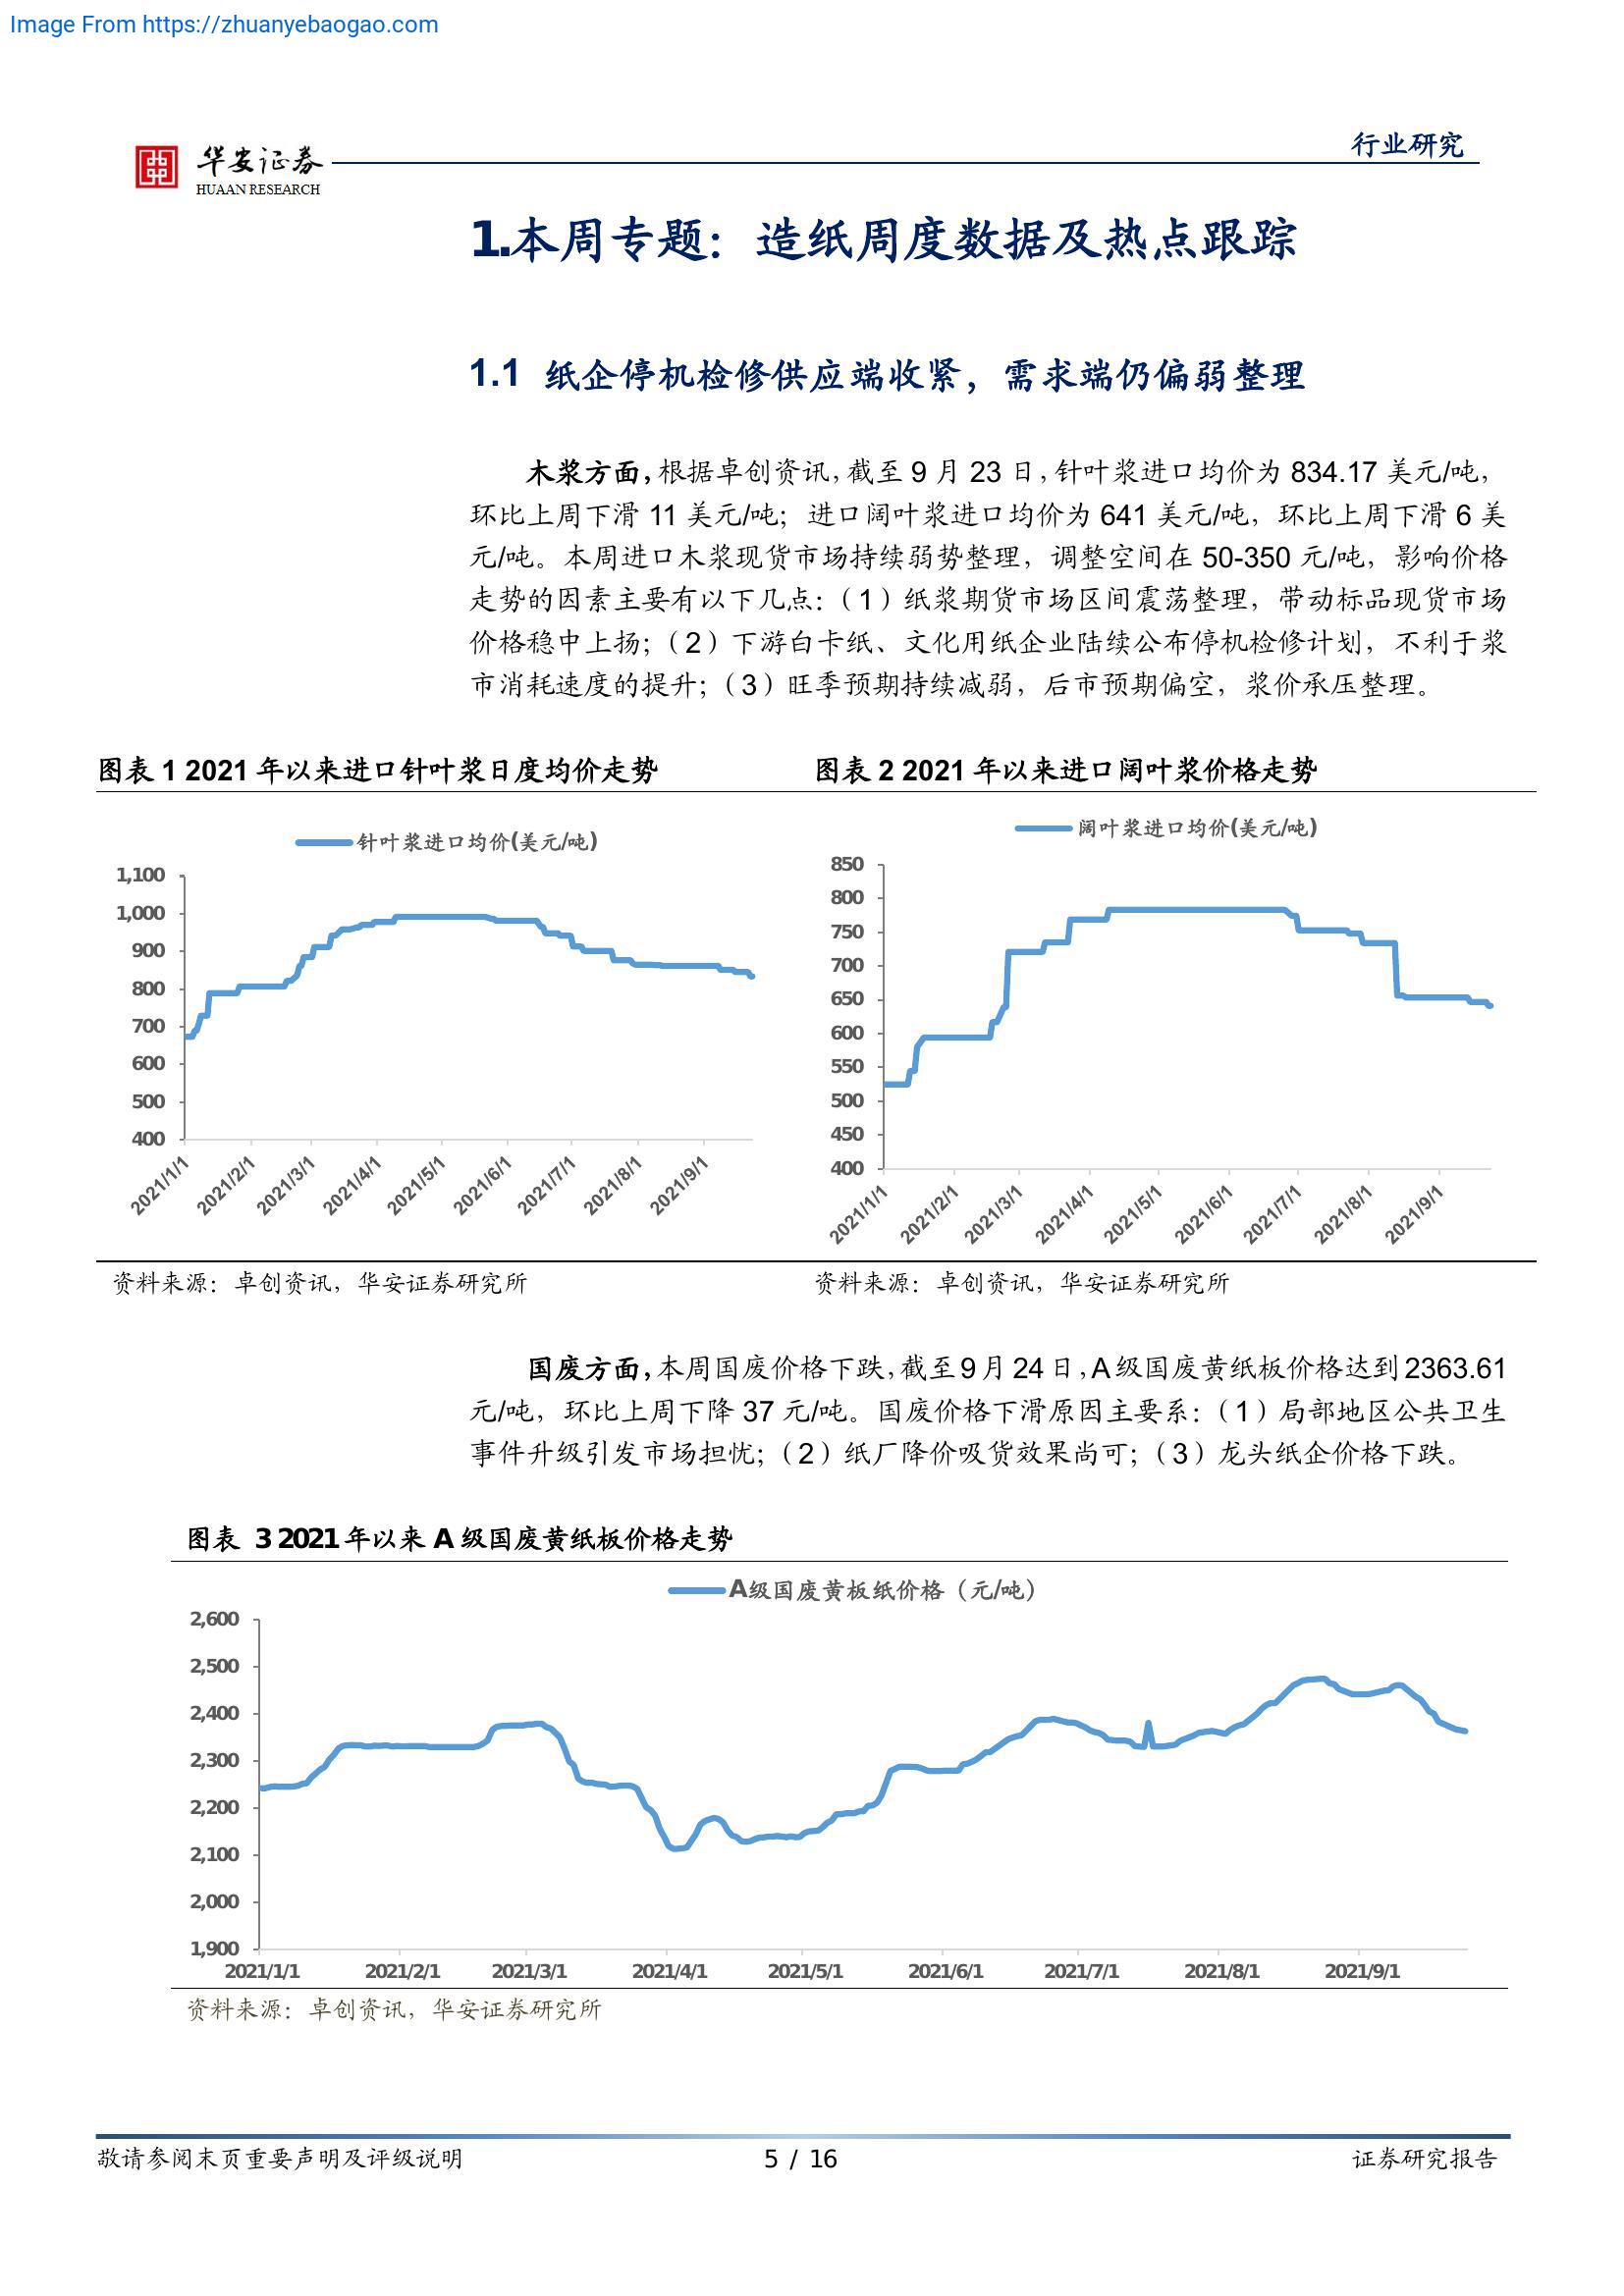 Image From https://zhuanyebaogao.com
华安证券
HUAAN RESEARCH
行业研究
1.本周专题：造纸周度数据及热点跟踪
1.1 纸企停机检修供应端收紧，需求端仍偏弱整理
木浆方面，根据卓创资讯，截至 9 月 23 日，针叶浆进口均价为 834.17 美元/吨，
环比上周下滑 11 美元/吨；进口阔叶浆进口均价为 641 美元/吨，环比上周下滑 6 美
元/吨。本周进口木浆现货市场持续弱势整理，调整空间在 50-350 元/吨，影响价格
走势的因素主要有以下几点：（1）纸浆期货市场区间震荡整理，带动标品现货市场
价格稳中上扬；（2）下游白卡纸、文化用纸企业陆续公布停机检修计划，不利于浆
市消耗速度的提升；（3）旺季预期持续减弱，后市预期偏空，浆价承压整理。
图表 1 2021 年以来进口针叶浆日度均价走势
针叶浆进口均价(美元/吨)
1,100
1,000
900
800
700
600
500
400
2021/1/1
2021/2/1
2021/3/1
2021/4/1
2021/5/1
2021/6/1
2021/7/1
2021/8/1
2021/9/1
资料来源：卓创资讯，华安证券研究所
图表 2 2021 年以来进口阔叶浆价格走势
阔叶浆进口均价(美元/吨)
850
800
750
700
650
600
550
500
450
400
2021/1/1
2021/2/1
2021/3/1
2021/4/1
2021/5/1
2021/6/1
2021/7/1
2021/8/1
2021/9/1
资料来源：卓创资讯，华安证券研究所
国废方面，本周国废价格下跌，截至 9 月 24 日，A 级国废黄纸板价格达到 2363.61
元/吨，环比上周下降 37 元/吨。国废价格下滑原因主要系：（1）局部地区公共卫生
事件升级引发市场担忧；（2）纸厂降价吸货效果尚可；（3）龙头纸企价格下跌。
图表 3 2021 年以来 A 级国废黄纸板价格走势
A级国废黄板纸价格（元/吨）
2,600
2,500
2,400
2,300
2,200
2,100
2,000
1,900
2021/1/1
2021/2/1
2021/3/1
2021/4/1
2021/5/1
2021/6/1
2021/7/1
2021/8/1
2021/9/1
资料来源：卓创资讯，华安证券研究所
敬请参阅末页重要声明及评级说明
5 / 16
证券研究报告